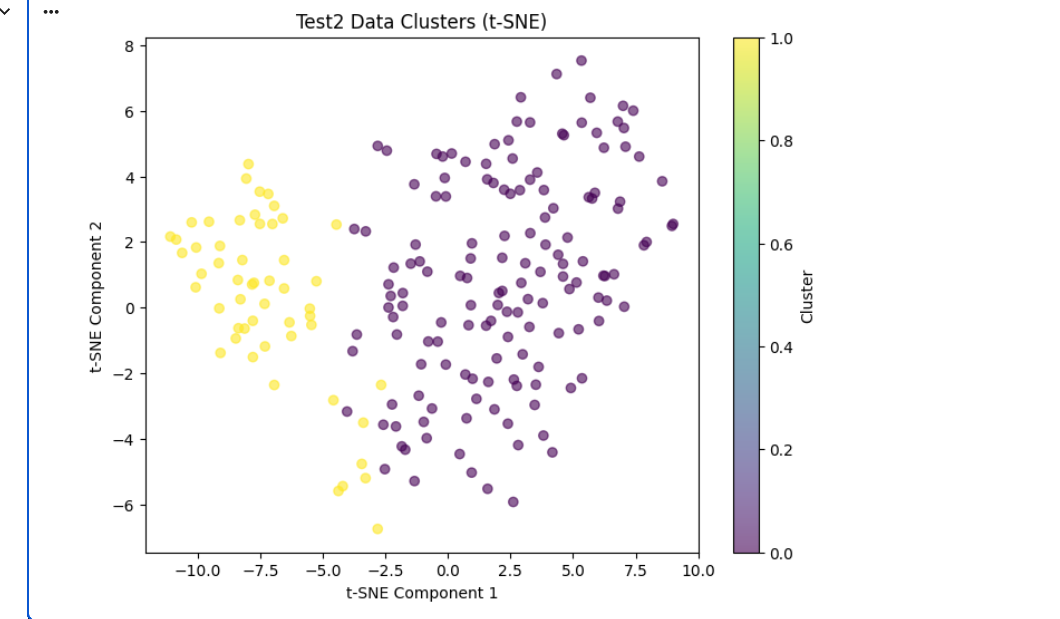 Test2 Data Clusters (t-SNE)
8
6
4
2
0
−2
−4
−6
t-SNE Component 2
−10.0 −7.5 −5.0 −2.5 0.0 2.5 5.0 7.5 10.0
t-SNE Component 1
1.0
0.8
0.6
0.4
0.2
0.0
Cluster